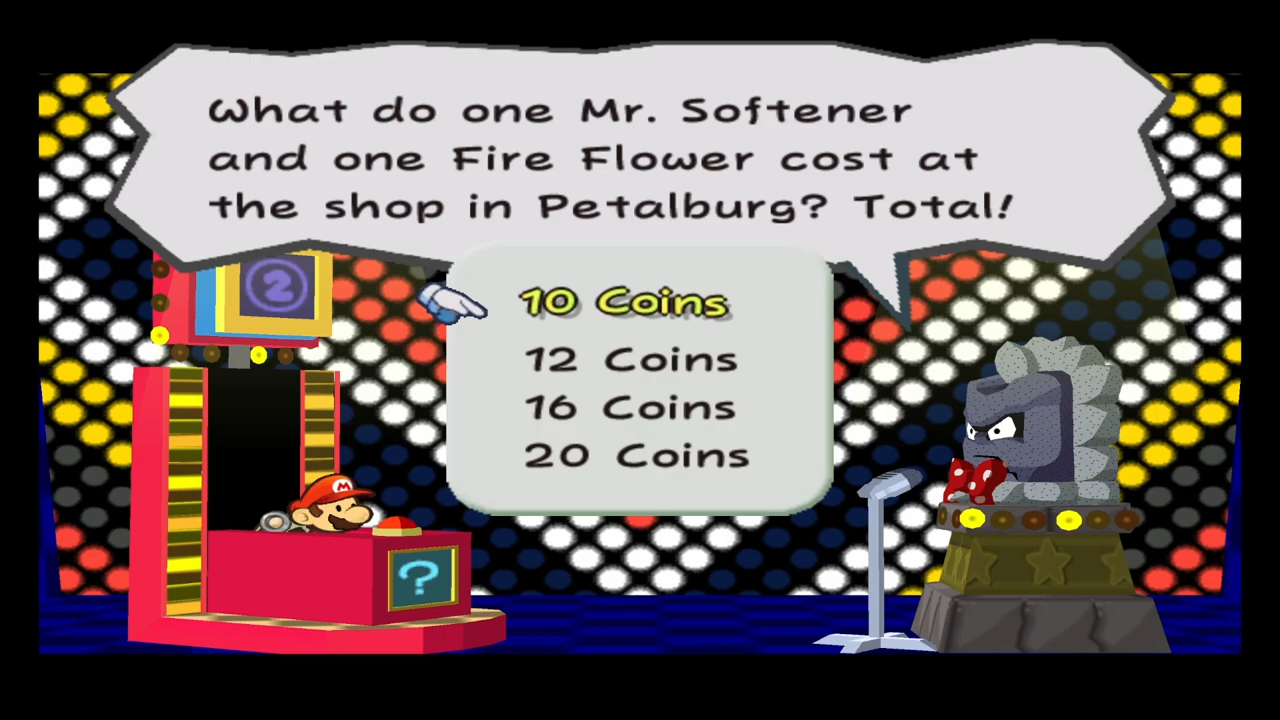 What do one Mr. Softener
and one Fire Flower cost at
the shop in Petalburg? Total!
2
10 Coins
12 Coins
16 Coins
20 Coins
M
?